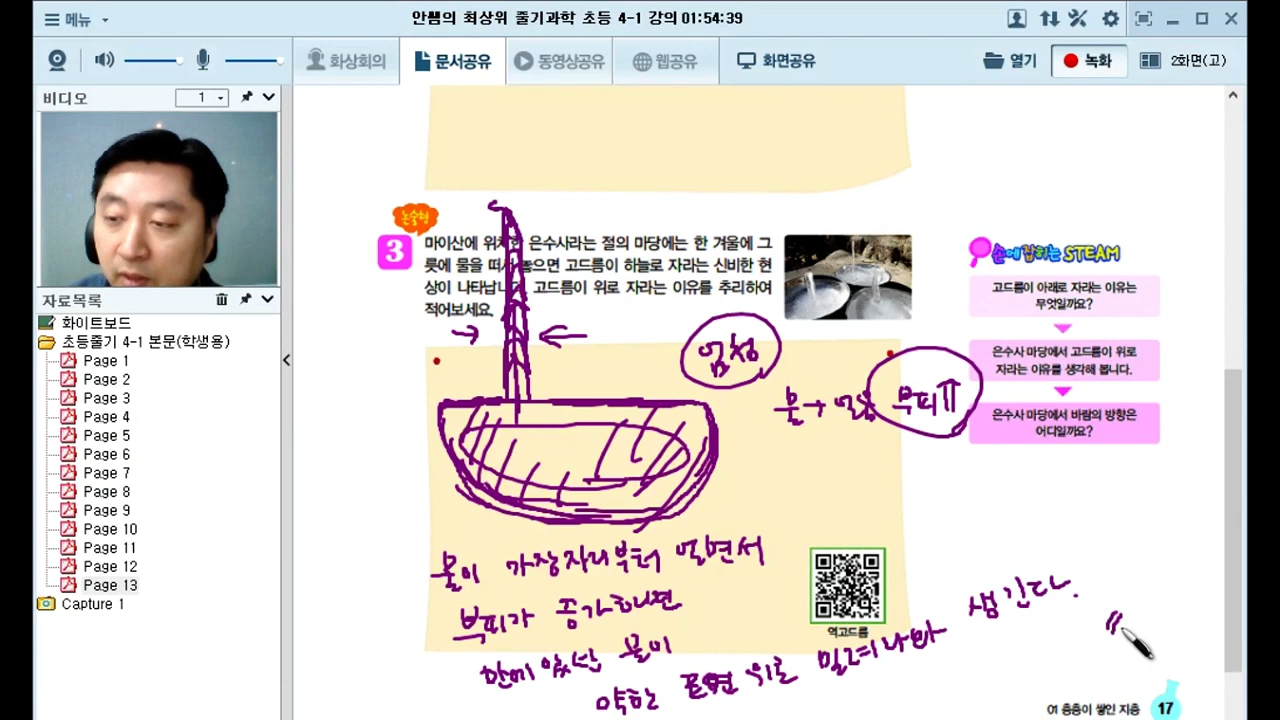 안쌤의 최상위 줄기과학 초등 4-1 강의 01:54:39
메뉴
화상회의
문서공유
동영상공유
웹공유
화면공유
열기
녹화
2화면(고)
비디오
1
자료목록
화이트보드
초등줄기 4-1 본문(학생용)
Page 1
Page 2
Page 3
Page 4
Page 5
Page 6
Page 7
Page 8
Page 9
Page 10
Page 11
Page 12
Page 13
Capture 1
논술형
3
마이산에 위치한 은수사라는 절의 마당에는 한 겨울에 그
릇에 물을 떠서 놓으면 고드름이 하늘로 자라는 신비한 현
상이 나타납니다. 고드름이 위로 자라는 이유를 추리하여
적어보세요.
손에 잡히는 STEAM
고드름이 아래로 자라는 이유는
무엇일까요?
은수사 마당에서 고드름이 위로
자라는 이유를 생각해 봅니다.
은수사 마당에서 바람의 방향은
어디일까요?
엄청
물→얼음 부피⇈
물이 가장자리부터 얼면서
부피가 증가하면
안에 있던 물이
약한 표면 위로 밀려나와 생긴다.
역고드름
여 층층이 쌓인 지층 17